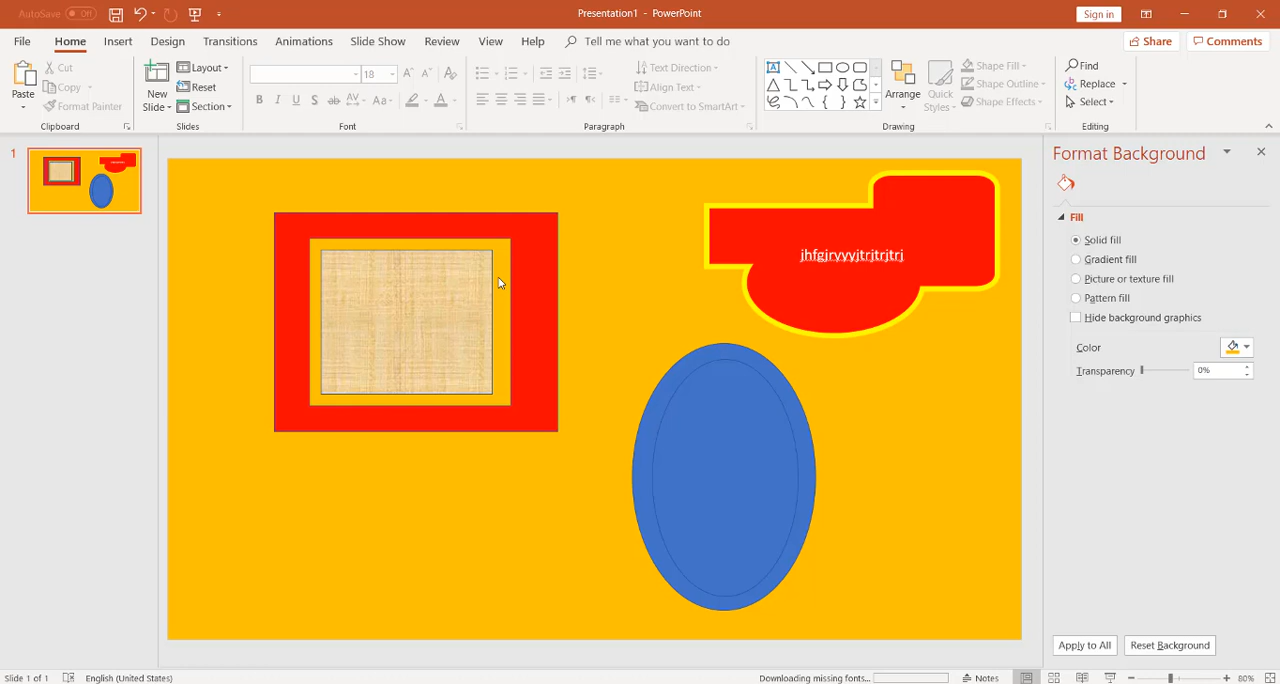 AutoSave Off
Presentation1 - PowerPoint
Sign in
File Home Insert Design Transitions Animations Slide Show Review View Help Tell me what you want to do
Share Comments
Paste
Cut
Copy
Format Painter
Clipboard
New
Slide
Layout
Reset
Section
Slides
18
B I U S ab AV Aa A
Font
Text Direction
Align Text
Convert to SmartArt
Paragraph
Arrange
Quick
Styles
Shape Fill
Shape Outline
Shape Effects
Drawing
Find
Replace
Select
Editing
1
jhfgjryyyjtritrjtrj
Format Background
Fill
Solid fill
Gradient fill
Picture or texture fill
Pattern fill
Hide background graphics
Color
Transparency 0%
Apply to All Reset Background
Slide 1 of 1 English (United States) Downloading missing fonts... Notes 80%